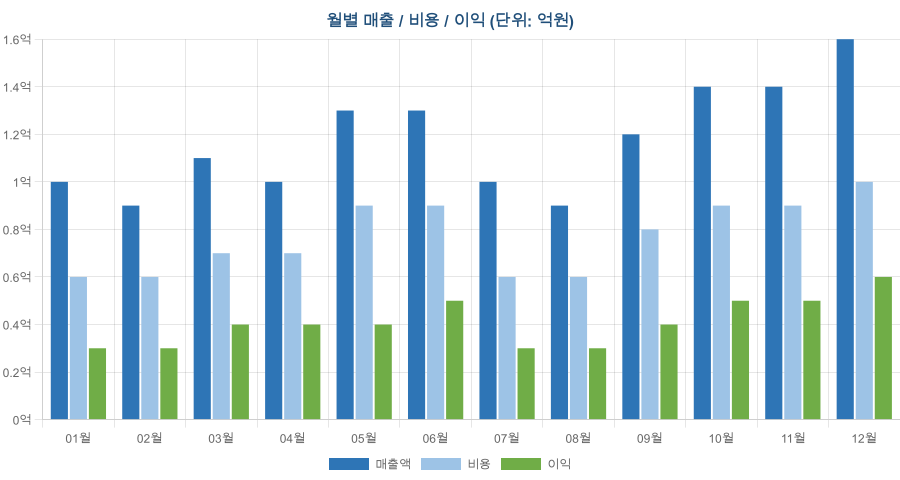 월별 매출 / 비용 / 이익 (단위: 억원)
1.6억
1.4억
1.2억
1억
0.8억
0.6억
0.4억
0.2억
0억
01월 02월 03월 04월 05월 06월 07월 08월 09월 10월 11월 12월
매출액 비용 이익